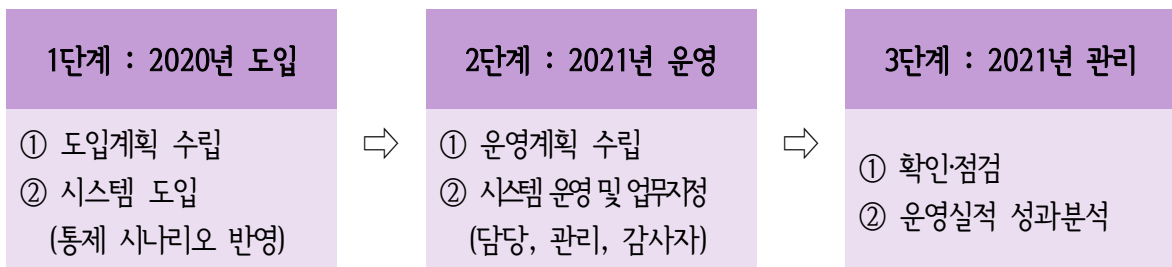 1단계 : 2020년 도입
① 도입계획 수립
② 시스템 도입
(통제 시나리오 반영)
⇨
2단계 : 2021년 운영
① 운영계획 수립
② 시스템 운영 및 업무지정
(담당, 관리, 감사자)
⇨
3단계 : 2021년 관리
① 확인·점검
② 운영실적 성과분석